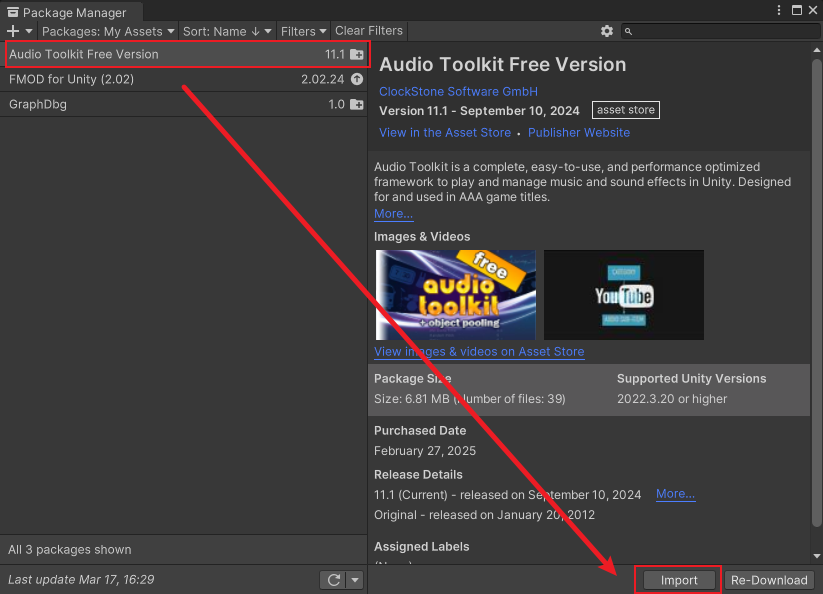 Package Manager
Packages: My Assets
Sort: Name ↓
Filters
Clear Filters
Audio Toolkit Free Version 11.1
FMOD for Unity (2.02) 2.02.24
GraphDbg 1.0
All 3 packages shown
Last update Mar 17, 16:29
Audio Toolkit Free Version
ClockStone Software GmbH
Version 11.1 - September 10, 2024 asset store
View in the Asset Store • Publisher Website
Audio Toolkit is a complete, easy-to-use, and performance optimized
framework to play and manage music and sound effects in Unity. Designed
for and used in AAA game titles.
More...
Images & Videos
free
audio
toolkit
+ object pooling
CATEGORY
YouTube
AUDIO SUB-ITEM
View images & videos on Asset Store
Package Size Supported Unity Versions
Size: 6.81 MB (Number of files: 39) 2022.3.20 or higher
Purchased Date
February 27, 2025
Release Details
11.1 (Current) - released on September 10, 2024 More...
Original - released on January 20, 2012
Assigned Labels
Import Re-Download